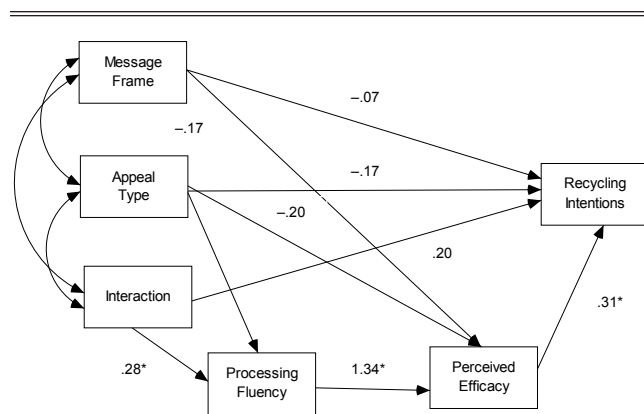 Message
Frame
–.07
–.17
Appeal
Type
–.17
Recycling
Intentions
–.20
.20
Interaction
.31*
.28*
Processing
Fluency
1.34*
Perceived
Efficacy